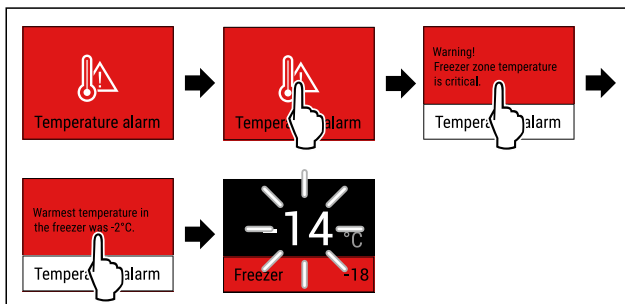 Temperature alarm
Temper alarm
Warning!
Freezer zone temperature
is critical.
Tempera alarm
Warmest temperature in
the freezer was -2°C.
Tempera alarm
-14 °C
Freezer -18